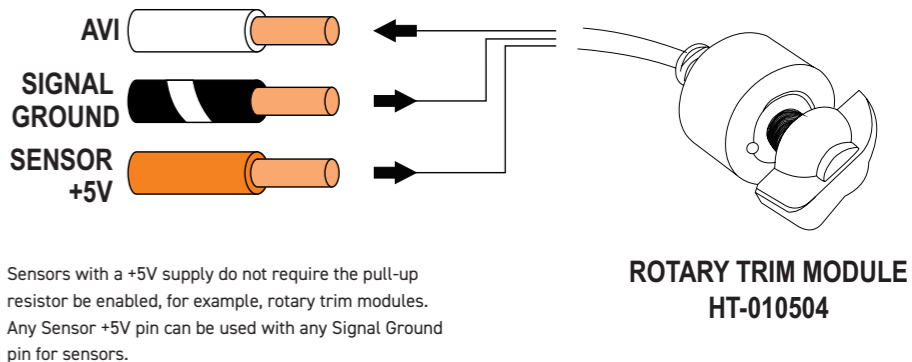 AVI
SIGNAL
GROUND
SENSOR
+5V
Sensors with a +5V supply do not require the pull-up
resistor be enabled, for example, rotary trim modules.
Any Sensor +5V pin can be used with any Signal Ground
pin for sensors.
ROTARY TRIM MODULE
HT-010504